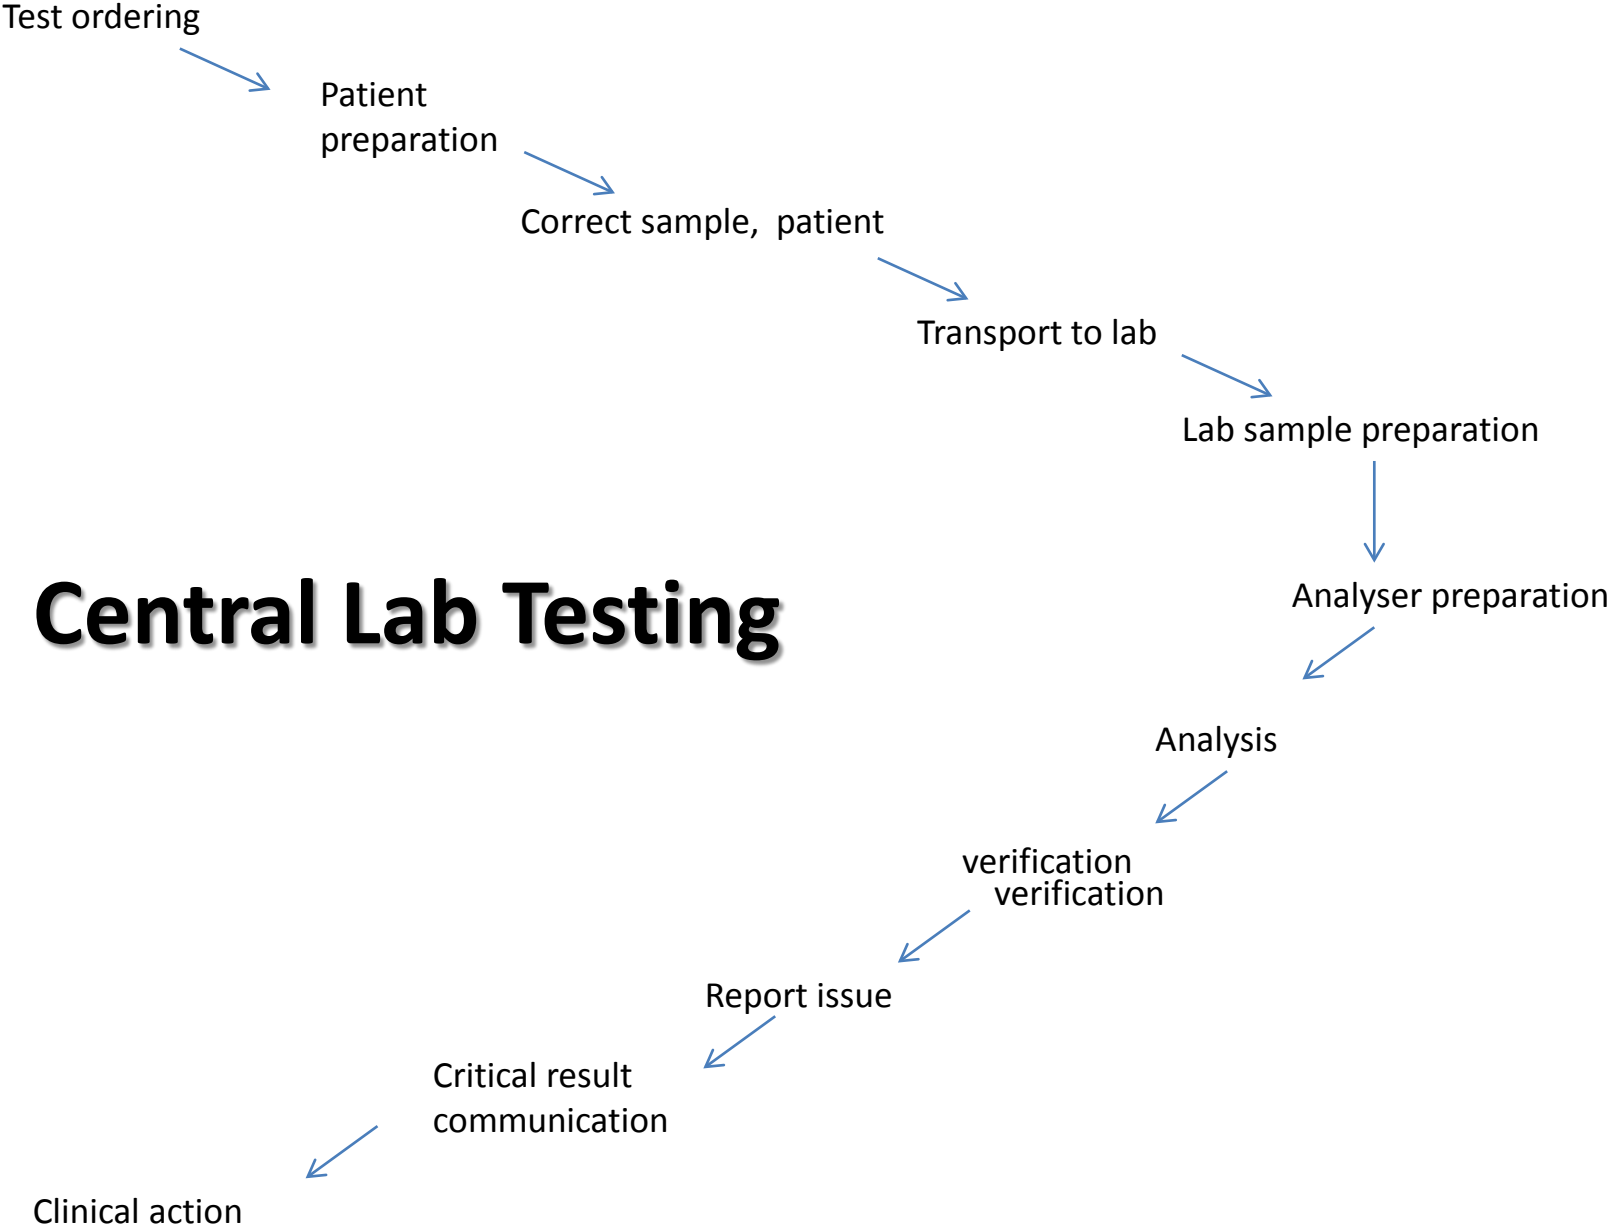 Test ordering
Patient
preparation
Correct sample,  patient
Transport to lab
Lab sample preparation
Central Lab Testing
Analyser preparation
Analysis
verification
verification
Report issue
Critical result
communication
Clinical action